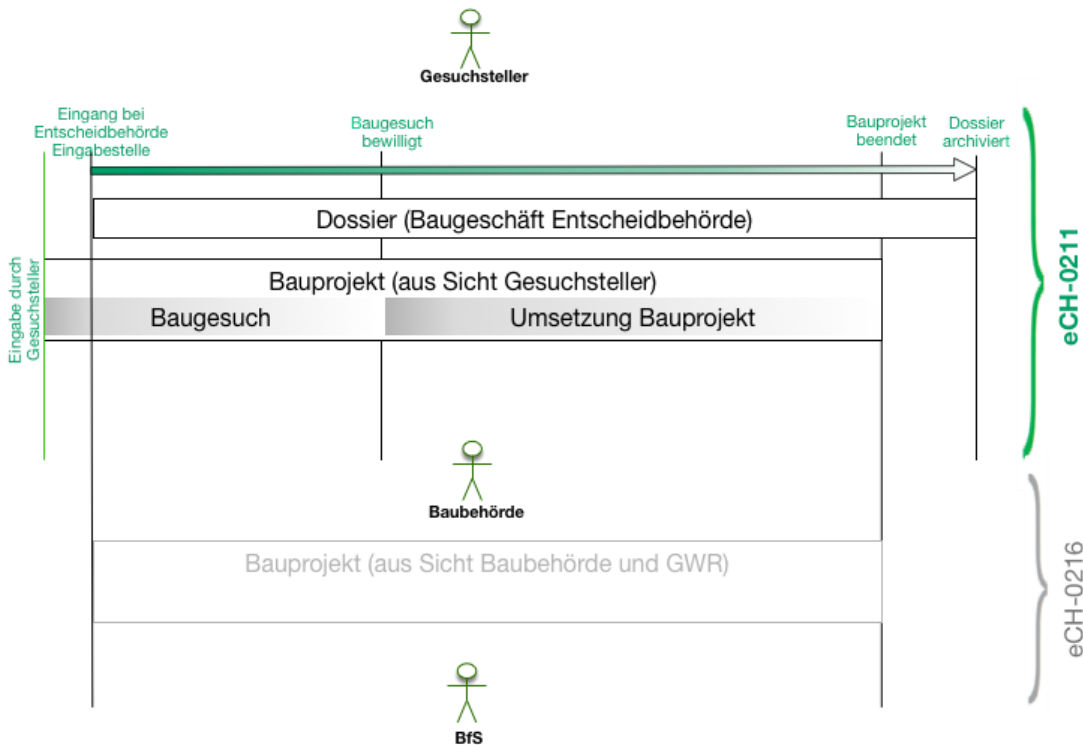 Gesuchsteller
Eingang bei
Entscheidbehörde
Eingabestelle
Baugesuch
bewilligt
Bauprojekt
beendet
Dossier
archiviert
Dossier (Baugeschäft Entscheidbehörde)
Eingabe durch
Gesuchsteller
Bauprojekt (aus Sicht Gesuchsteller)
Baugesuch
Umsetzung Bauprojekt
eCH-0211
Baubehörde
Bauprojekt (aus Sicht Baubehörde und GWR)
eCH-0216
BfS